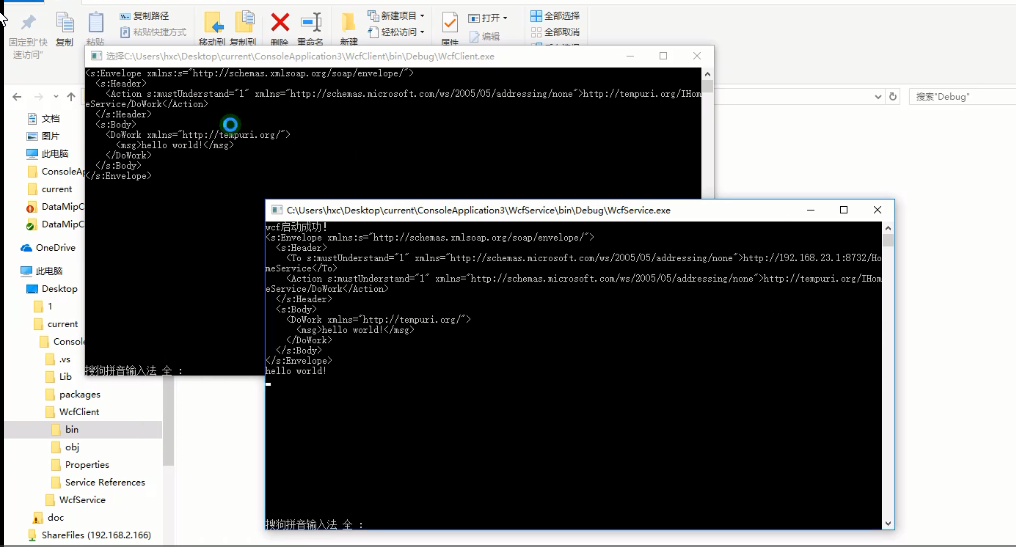 复制路径
粘贴快捷方式
固定到"快
速访问"
复制
粘贴
移动到
复制到
删除
重命名
新建
新建项目
轻松访问
属性
打开
编辑
全部选择
全部取消
选择C:\Users\hxc\Desktop\current\ConsoleApplication3\WcfClient\bin\Debug\WcfClient.exe
<s:Envelope xmlns:s="http://schemas.xmlsoap.org/soap/envelope/">
<s:Header>
<Action s:mustUnderstand="1" xmlns="http://schemas.microsoft.com/ws/2005/05/addressing/none">http://tempuri.org/IHom
eService/DoWork</Action>
</s:Header>
<s:Body>
<DoWork xmlns="http://tempuri.org/">
<msg>hello world!</msg>
</DoWork>
</s:Body>
</s:Envelope>
搜狗拼音输入法 全 :
搜索"Debug"
文档
图片
此电脑
ConsoleAp
current
DataMipC
DataMipC
OneDrive
此电脑
Desktop
1
current
Console
.vs
Lib
packages
WcfClient
bin
obj
Properties
Service References
WcfService
doc
ShareFiles (192.168.2.166)
C:\Users\hxc\Desktop\current\ConsoleApplication3\WcfService\bin\Debug\WcfService.exe
wcf启动成功!
<s:Envelope xmlns:s="http://schemas.xmlsoap.org/soap/envelope/">
<s:Header>
<To s:mustUnderstand="1" xmlns="http://schemas.microsoft.com/ws/2005/05/addressing/none">http://192.168.23.1:8732/Ho
meService</To>
<Action s:mustUnderstand="1" xmlns="http://schemas.microsoft.com/ws/2005/05/addressing/none">http://tempuri.org/IHom
eService/DoWork</Action>
</s:Header>
<s:Body>
<DoWork xmlns="http://tempuri.org/">
<msg>hello world!</msg>
</DoWork>
</s:Body>
</s:Envelope>
hello world!
搜狗拼音输入法 全 :